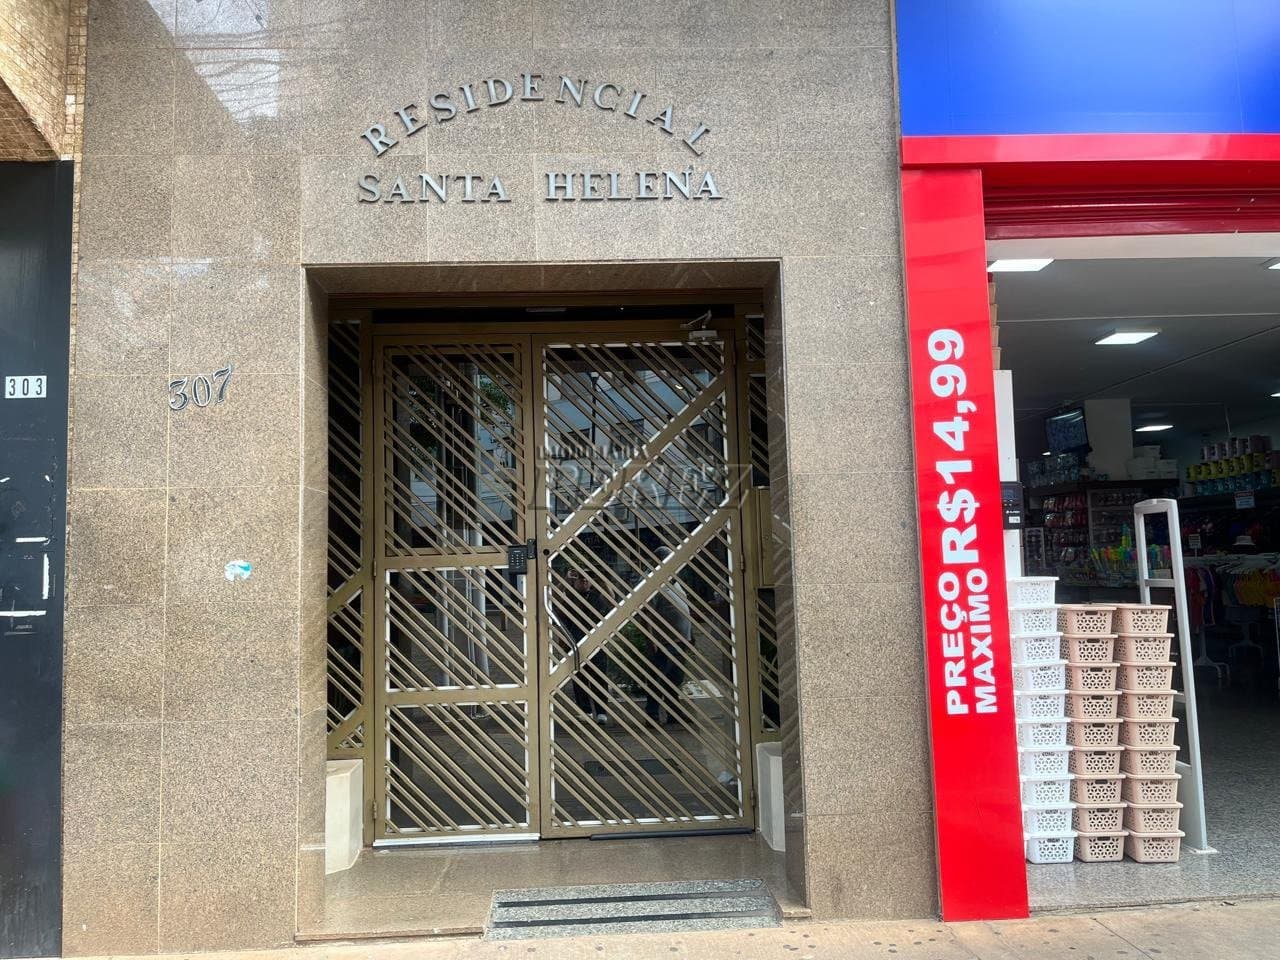 RESIDENCIAL
SANTA HELENA
307
303
PREÇO
MAXIMO
R$14,99